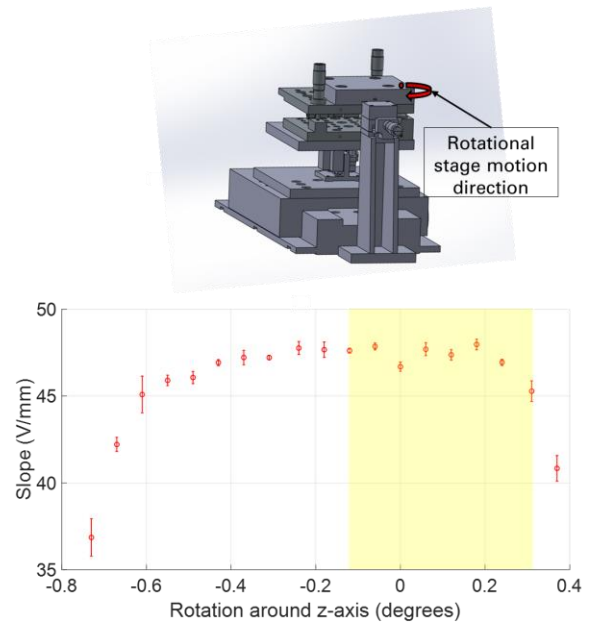 Rotational
stage motion
direction
50
45
40
35
Slope (V/mm)
-0.8
-0.6
-0.4
-0.2
0
0.2
0.4
Rotation around z-axis (degrees)